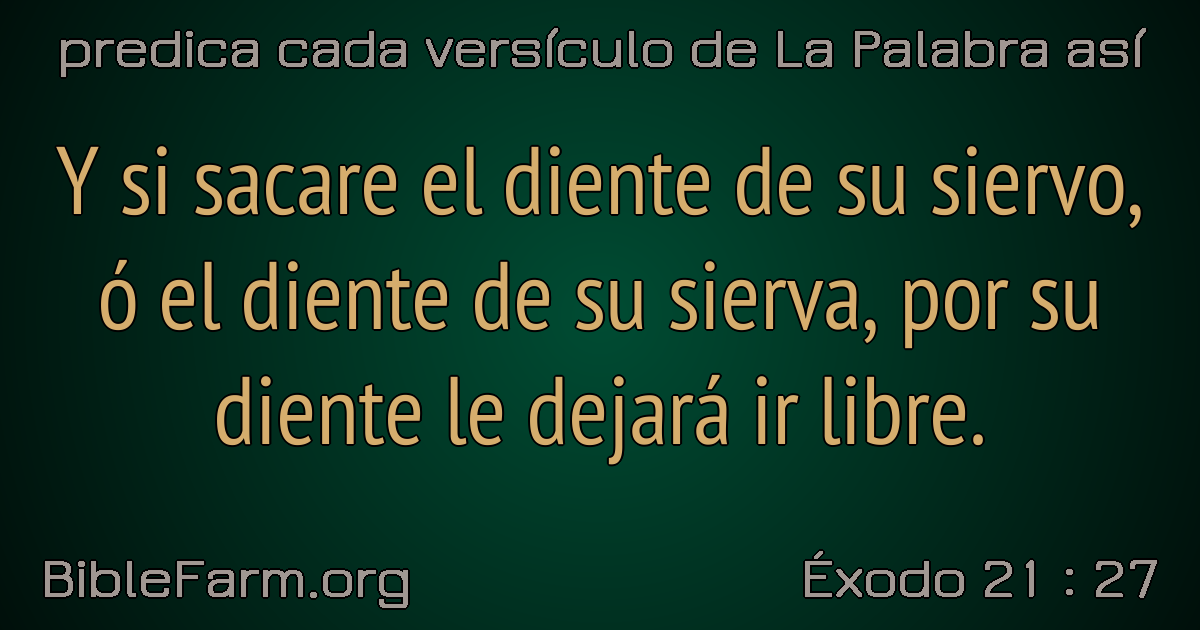 predica cada versículo de La Palabra así
Y si sacare el diente de su siervo,
ó el diente de su sierva, por su
diente le dejará ir libre.
BibleFarm.org
Éxodo 21 : 27